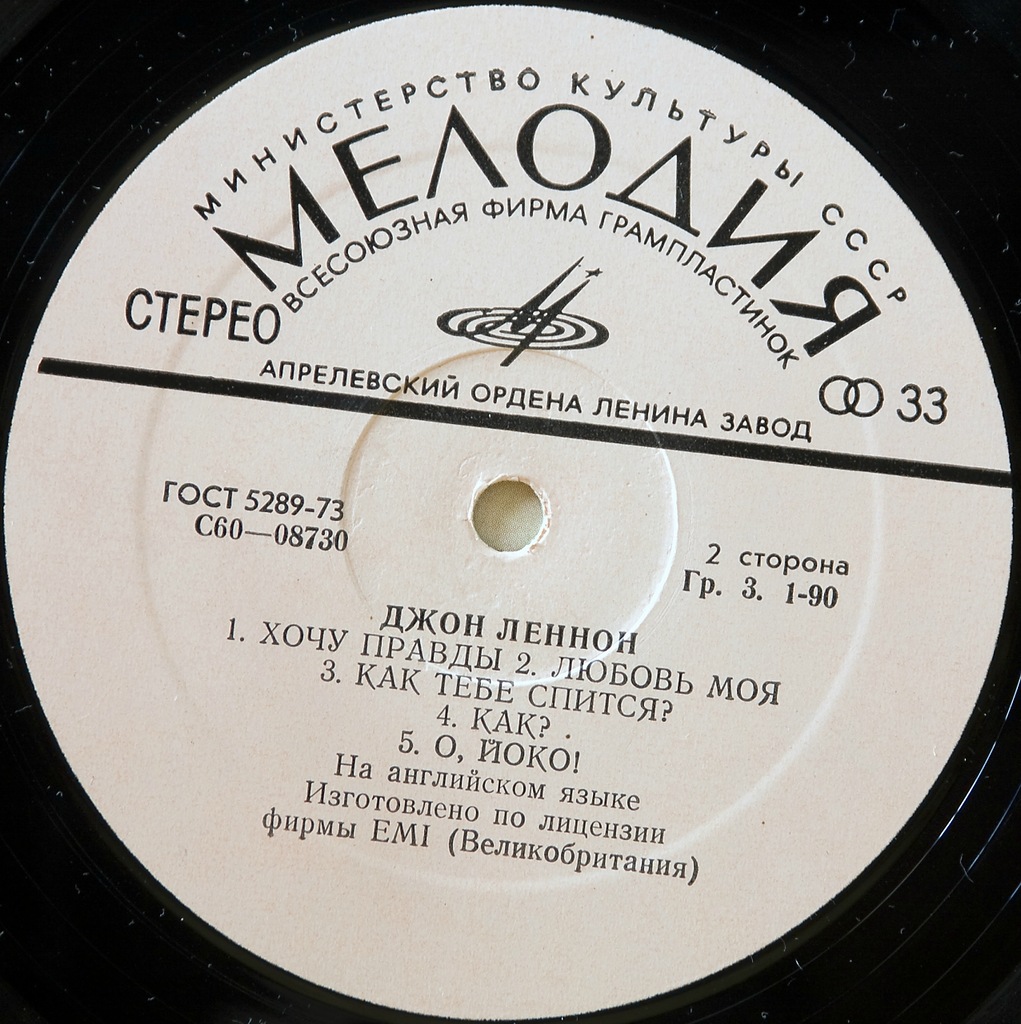 МИНИСТЕРСТВО КУЛЬТУРЫ СССР
МЕЛОДИЯ
ВСЕСОЮЗНАЯ ФИРМА ГРАМПЛАСТИНОК
СТЕРЕО
АПРЕЛЕВСКИЙ ОРДЕНА ЛЕНИНА ЗАВОД
33
ГОСТ 5289-73
С60—08730
2 сторона
Гр. 3. 1-90
ДЖОН ЛЕННОН
1. ХОЧУ ПРАВДЫ 2. ЛЮБОВЬ МОЯ
3. КАК ТЕБЕ СПИТСЯ?
4. КАК?
5. О, ЙОКО!
На английском языке
Изготовлено по лицензии
фирмы EMI (Великобритания)